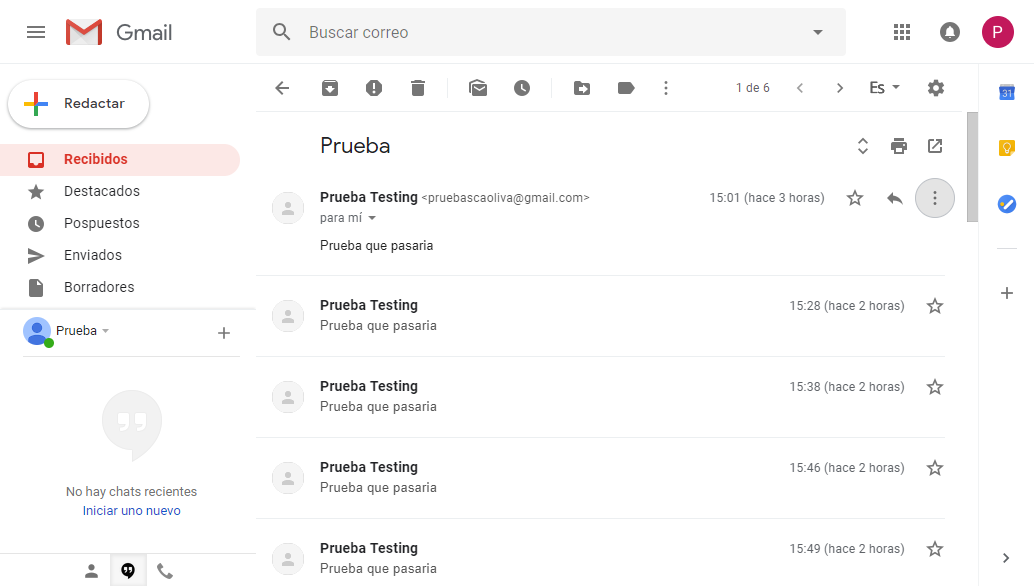 Gmail
Buscar correo
P
Redactar
1 de 6
Es
31
Recibidos
Destacados
Pospuestos
Enviados
Borradores
Prueba
No hay chats recientes
Iniciar uno nuevo
Prueba
Prueba Testing <pruebascaoliva@gmail.com> 15:01 (hace 3 horas)
para mí
Prueba que pasaria
Prueba Testing 15:28 (hace 2 horas)
Prueba que pasaria
Prueba Testing 15:38 (hace 2 horas)
Prueba que pasaria
Prueba Testing 15:46 (hace 2 horas)
Prueba que pasaria
Prueba Testing 15:49 (hace 2 horas)
Prueba que pasaria